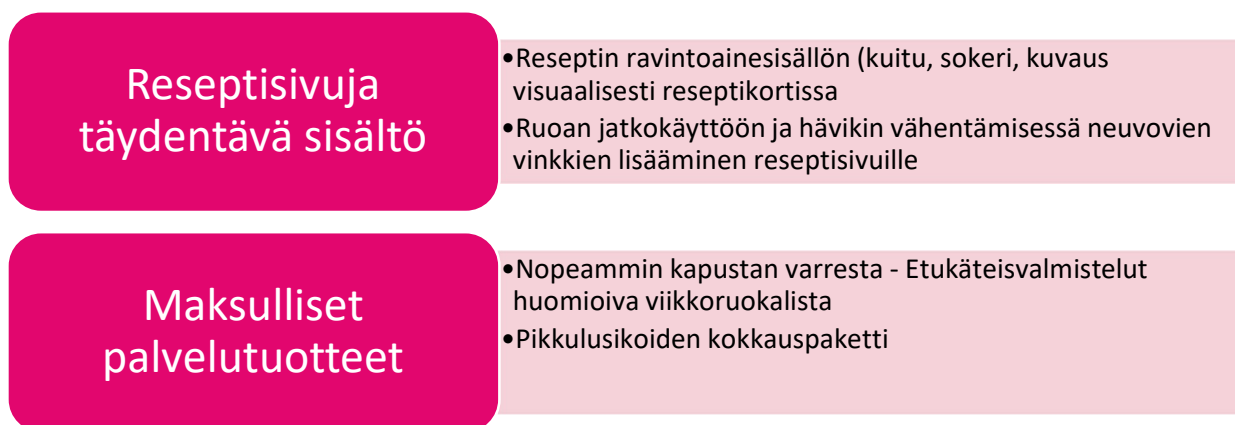 Reseptisivuja
täydentävä sisältö
•Reseptin ravintoainesisällön (kuitu, sokeri, kuvaus
visuaalisesti reseptikortissa
•Ruoan jatkokäyttöön ja hävikin vähentämisessä neuvovien
vinkkien lisääminen reseptisivuille
Maksulliset
palvelutuotteet
•Nopeammin kapustan varresta - Etukäteisvalmistelut
huomioiva viikkoruokalista
•Pikkulusikoiden kokkauspaketti